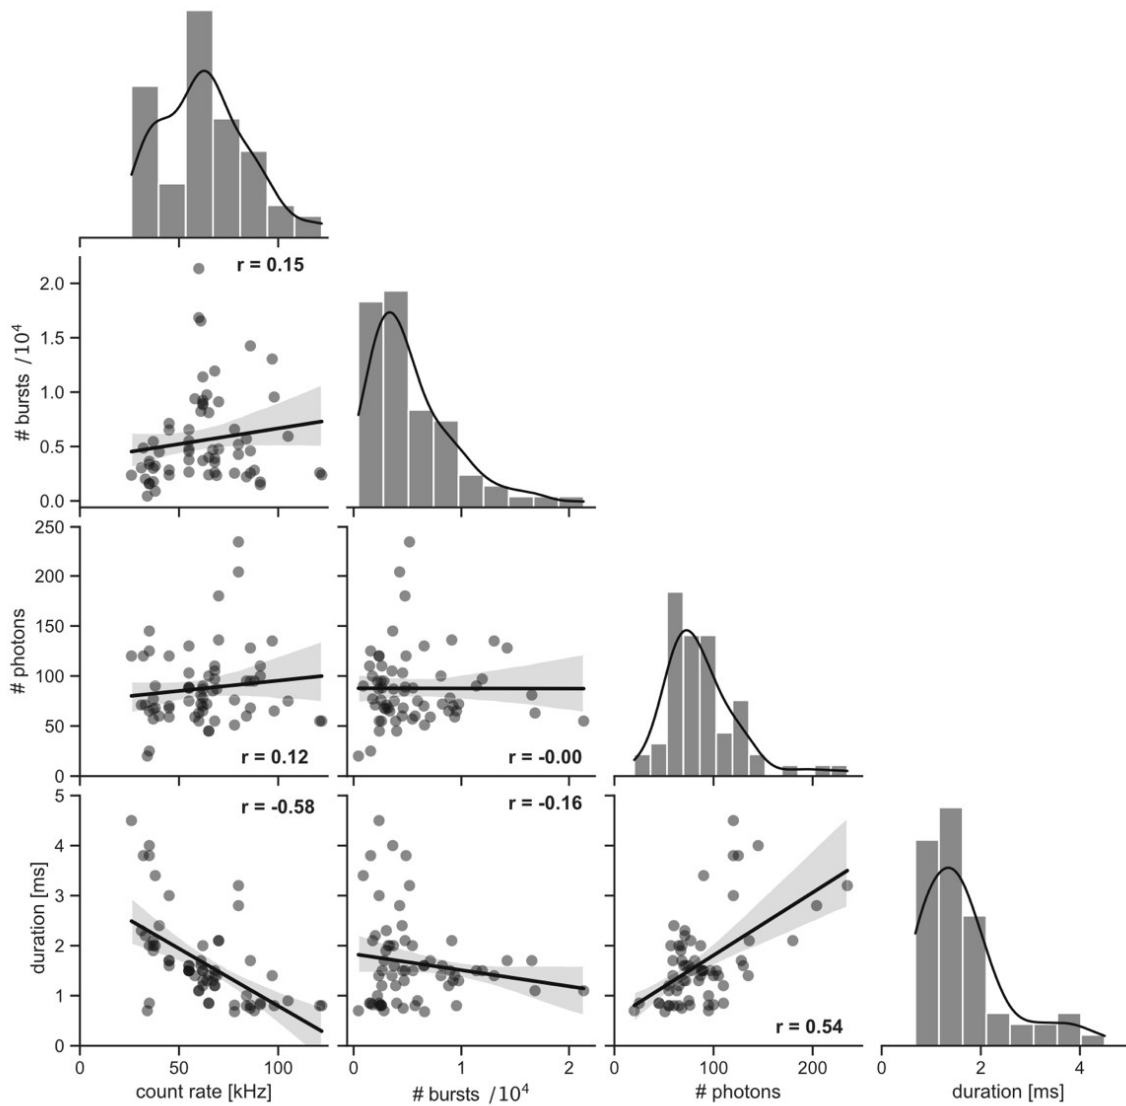 0 50 100
r = 0.15
# bursts /10⁴
2.0
1.5
1.0
0.5
0.0
250
200
150
100
50
0
# photons
r = 0.12
r = -0.00
r = -0.58
r = -0.16
r = 0.54
5
4
3
2
1
0
duration [ms]
0 50 100
0 1 2
0 100 200
0 2 4
count rate [kHz]
# bursts /10⁴
# photons
duration [ms]